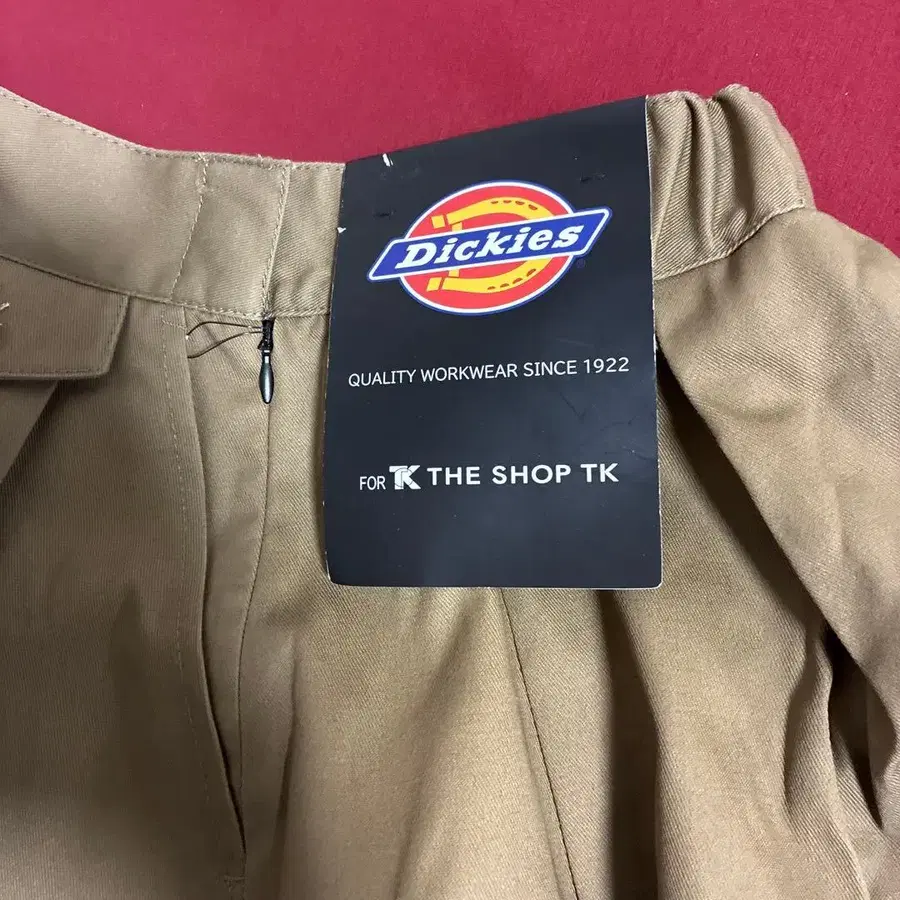 Dickies
QUALITY WORKWEAR SINCE 1922
FOR TK THE SHOP TK